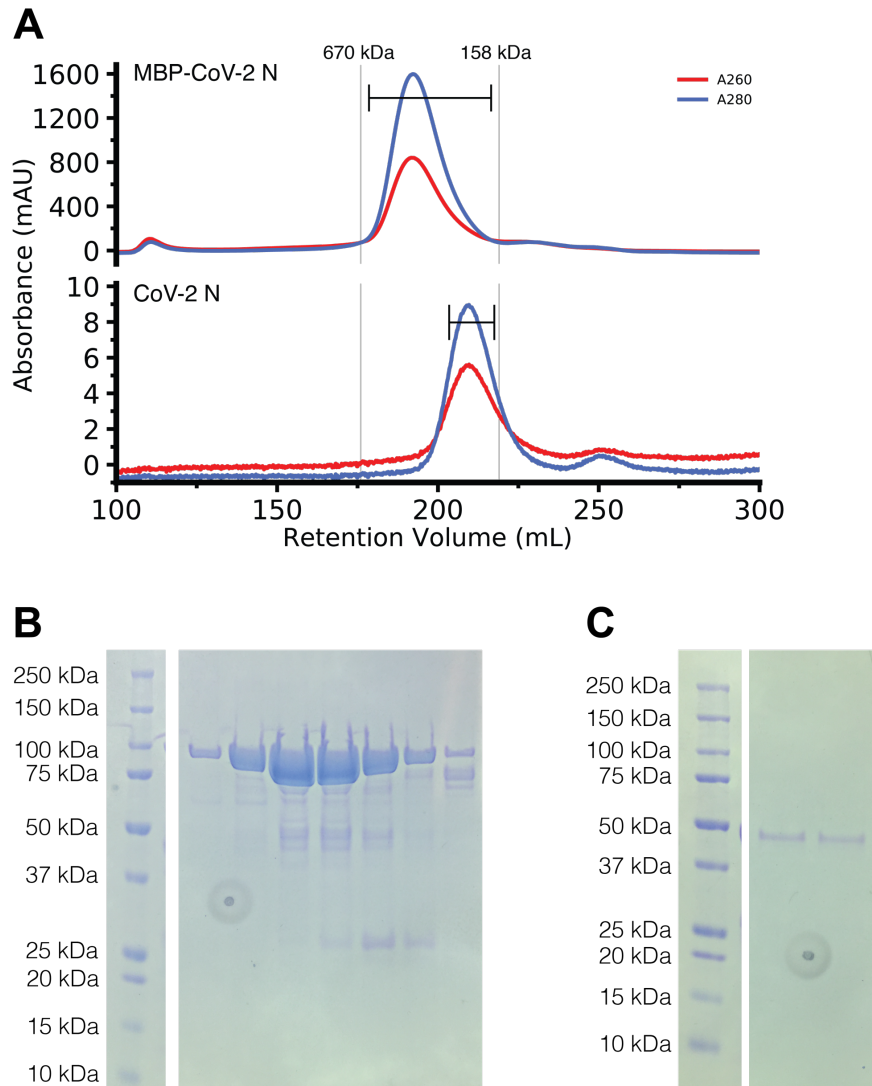 A
670 kDa 158 kDa
MBP-CoV-2 N
A260
A280
1600
1200
800
400
0
CoV-2 N
10
8
6
4
2
0
Absorbance (mAU)
100 150 200 250 300
Retention Volume (mL)
B
250 kDa
150 kDa
100 kDa
75 kDa
50 kDa
37 kDa
25 kDa
20 kDa
15 kDa
10 kDa
C
250 kDa
150 kDa
100 kDa
75 kDa
50 kDa
37 kDa
25 kDa
20 kDa
15 kDa
10 kDa